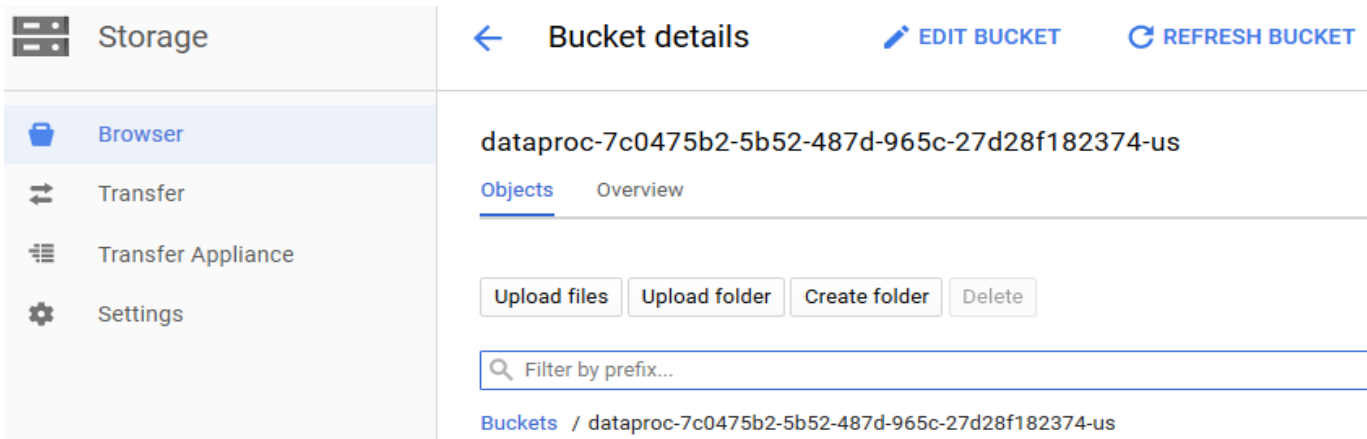 Storage
Bucket details
EDIT BUCKET
REFRESH BUCKET
Browser
Transfer
Transfer Appliance
Settings
dataproc-7c0475b2-5b52-487d-965c-27d28f182374-us
Objects Overview
Upload files Upload folder Create folder Delete
Filter by prefix...
Buckets / dataproc-7c0475b2-5b52-487d-965c-27d28f182374-us